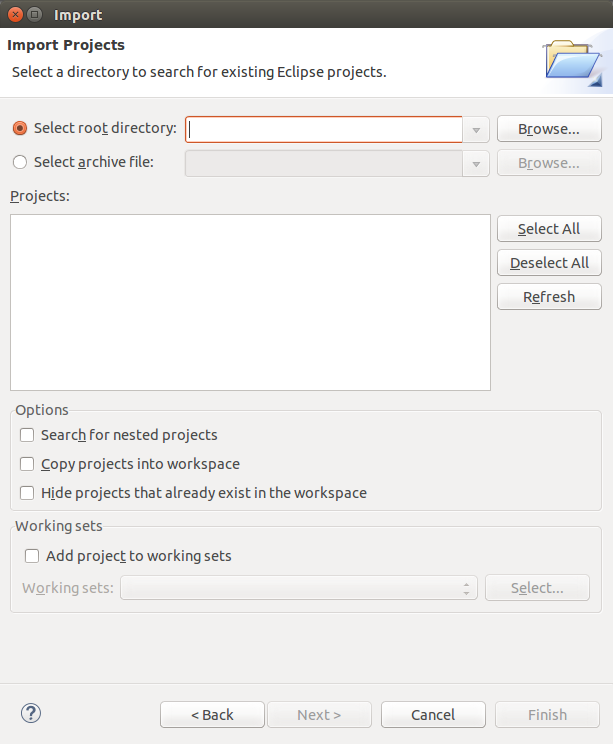 Import
Import Projects
Select a directory to search for existing Eclipse projects.
Select root directory:
Browse...
Select archive file:
Browse...
Projects:
Select All
Deselect All
Refresh
Options
Search for nested projects
Copy projects into workspace
Hide projects that already exist in the workspace
Working sets
Add project to working sets
Working sets:
Select...
?
< Back
Next >
Cancel
Finish